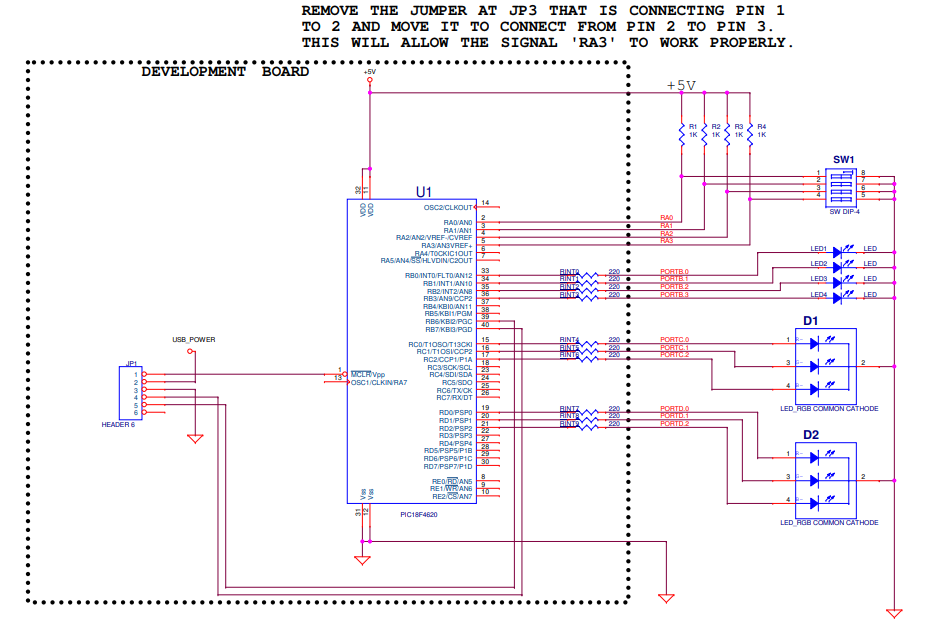 REMOVE THE JUMPER AT JP3 THAT IS CONNECTING PIN 1
TO 2 AND MOVE IT TO CONNECT FROM PIN 2 TO PIN 3.
THIS WILL ALLOW THE SIGNAL 'RA3' TO WORK PROPERLY.
DEVELOPMENT BOARD
+5V
+5V
R1 1K
R2 1K
R3 1K
R4 1K
SW1
1 8
2 7
3 6
4 5
SW DIP-4
U1
32 VDD
11 VDD
OSC2/CLKOUT 14
RA0/AN0 2 RA0
RA1/AN1 3 RA1
RA2/AN2/VREF-/CVREF 4 RA2
RA3/AN3VREF+ 5 RA3
RA4/T0CKIC1OUT 6
RA5/AN4/SS/HLVDIN/C2OUT 7
LED1 LED
LED2 LED
LED3 LED
LED4 LED
RB0/INT0/FLT0/AN12 33 RINT0 220 PORTB.0
RB1/INT1/AN10 34 RINT1 220 PORTB.1
RB2/INT2/AN8 35 RINT2 220 PORTB.2
RB3/AN9/CCP2 36 RINT3 220 PORTB.3
RB4/KBI0/AN11 37
RB5/KBI1/PGM 38
RB6/KBI2/PGC 39
RB7/KBI3/PGD 40
RC0/T1OSO/T13CKI 15 RINT4 220 PORTC.0
RC1/T1OSI/CCP2 16 RINT5 220 PORTC.1
RC2/CCP1/P1A 17 RINT6 220 PORTC.2
RC3/SCK/SCL 18
RC4/SDI/SDA 23
RC5/SDO 24
RC6/TX/CK 25
RC7/RX/DT 26
D1
1
3 2
4
LED_RGB COMMON CATHODE
USB_POWER
JP1
1
2
3
4
5
6
HEADER 6
1 MCLR/Vpp
13 OSC1/CLKIN/RA7
RD0/PSP0 19 RINT7 220 PORTD.0
RD1/PSP1 20 RINT8 220 PORTD.1
RD2/PSP2 21 RINT9 220 PORTD.2
RD3/PSP3 22
RD4/PSP4 27
RD5/PSP5/P1B 28
RD6/PSP6/P1C 29
RD7/PSP7/P1D 30
D2
1
3 2
4
LED_RGB COMMON CATHODE
RE0/RD/AN5 8
RE1/WR/AN6 9
RE2/CS/AN7 10
Vss 31
Vss 12
PIC18F4620